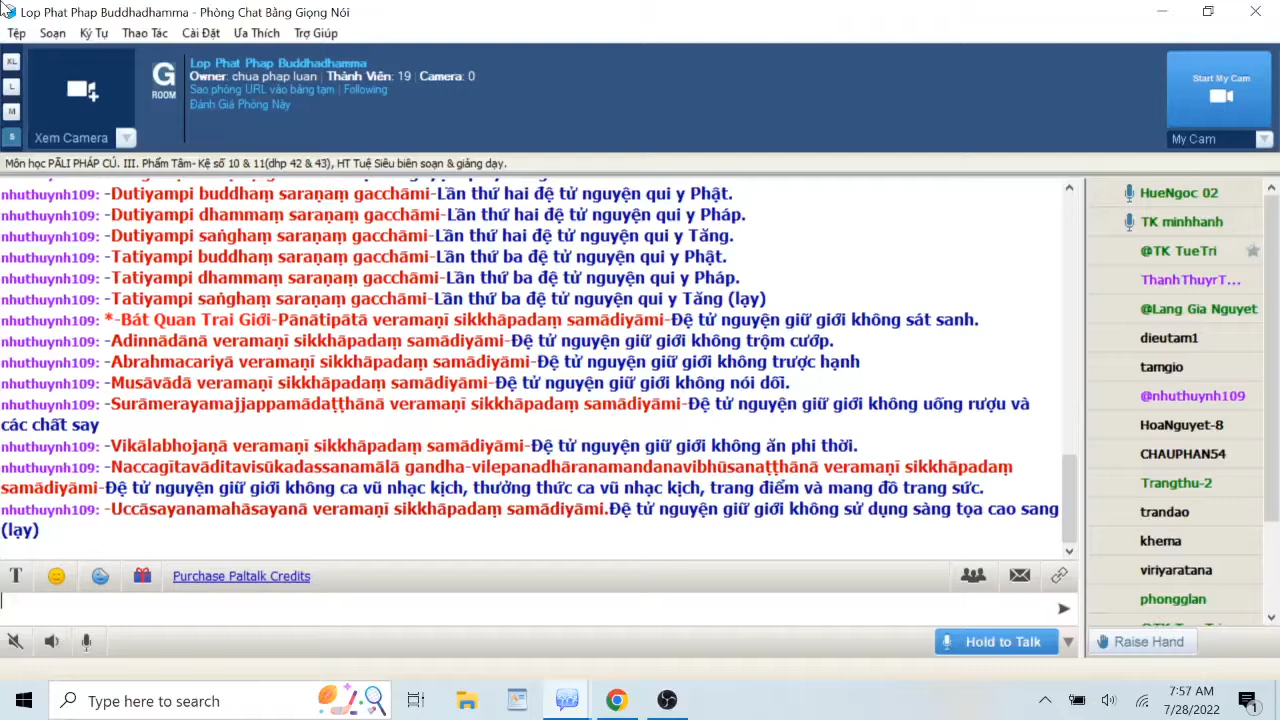 Lop Phat Phap Buddhadhamma - Phòng Chat Bằng Giọng Nói
Tệp Soạn Ký Tự Thao Tác Cài Đặt Ưa Thích Trợ Giúp
XL
L
M
S
Xem Camera
G
ROOM
Lop Phat Phap Buddhadhamma
Owner: chua phap luan | Thành Viên: 19 | Camera: 0
Sao phòng URL vào bảng tạm | Following
Đánh Giá Phòng Này
Start My Cam
My Cam
Môn học PĀLI PHÁP CÚ. III. Phẩm Tâm- Kệ số 10 & 11(dhp 42 & 43), HT Tuệ Siêu biên soạn & giảng dạy.
nhuthuynh109: -Dutiyampi buddhaṃ saraṇaṃ gacchāmi-Lần thứ hai đệ tử nguyện qui y Phật.
nhuthuynh109: -Dutiyampi dhammaṃ saraṇaṃ gacchāmi-Lần thứ hai đệ tử nguyện qui y Pháp.
nhuthuynh109: -Dutiyampi saṅghaṃ saraṇaṃ gacchāmi-Lần thứ hai đệ tử nguyện qui y Tăng.
nhuthuynh109: -Tatiyampi buddhaṃ saraṇaṃ gacchāmi-Lần thứ ba đệ tử nguyện qui y Phật.
nhuthuynh109: -Tatiyampi dhammaṃ saraṇaṃ gacchāmi-Lần thứ ba đệ tử nguyện qui y Pháp.
nhuthuynh109: -Tatiyampi saṅghaṃ saraṇaṃ gacchāmi-Lần thứ ba đệ tử nguyện qui y Tăng (lạy)
nhuthuynh109: *-Bát Quan Trai Giới-Pānātipātā veramaṇī sikkhāpadaṃ samādiyāmi-Đệ tử nguyện giữ giới không sát sanh.
nhuthuynh109: -Adinnādānā veramaṇī sikkhāpadaṃ samādiyāmi-Đệ tử nguyện giữ giới không trộm cướp.
nhuthuynh109: -Abrahmacariyā veramaṇī sikkhāpadaṃ samādiyāmi-Đệ tử nguyện giữ giới không trược hạnh
nhuthuynh109: -Musāvādā veramaṇī sikkhāpadaṃ samādiyāmi-Đệ tử nguyện giữ giới không nói dối.
nhuthuynh109: -Surāmerayamajjappamādaṭṭhānā veramaṇī sikkhāpadaṃ samādiyāmi-Đệ tử nguyện giữ giới không uống rượu và
các chất say
nhuthuynh109: -Vikālabhojaṇā veramaṇī sikkhāpadaṃ samādiyāmi-Đệ tử nguyện giữ giới không ăn phi thời.
nhuthuynh109: -Naccagītavāditavisūkadassanamālā gandha-vilepanadhāranamandanavibhūsanaṭṭhānā veramaṇī sikkhāpadaṃ
samādiyāmi-Đệ tử nguyện giữ giới không ca vũ nhạc kịch, thưởng thức ca vũ nhạc kịch, trang điểm và mang đồ trang sức.
nhuthuynh109: -Uccāsayanamahāsayanā veramaṇī sikkhāpadaṃ samādiyāmi.Đệ tử nguyện giữ giới không sử dụng sàng tọa cao sang
(lạy)
HueNgoc 02
TK minhhanh
@TK TueTri
ThanhThuyrT...
@Lang Gia Nguyet
dieutam1
tamgio
@nhuthuynh109
HoaNguyet-8
CHAUPHAN54
Trangthu-2
trandao
khema
viriyaratana
phongglan
T Purchase Paltalk Credits
Hold to Talk
Raise Hand
Type here to search
7:57 AM
7/28/2022
1